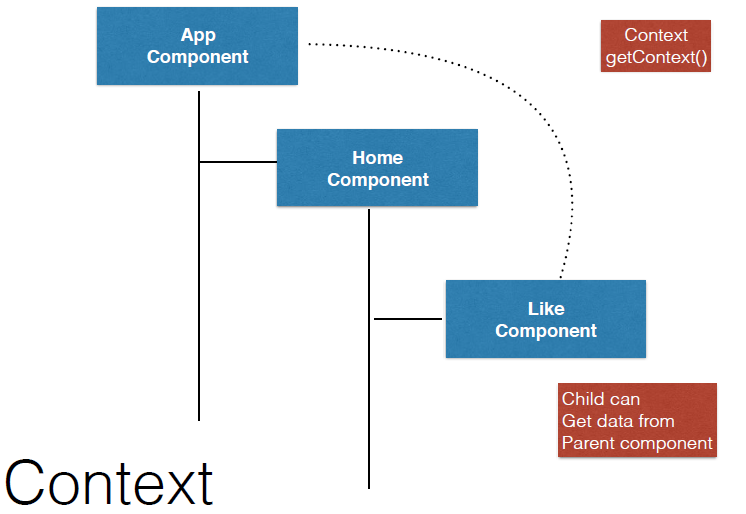 App
Component
Context
getContext()
Home
Component
Like
Component
Child can
Get data from
Parent component
Context